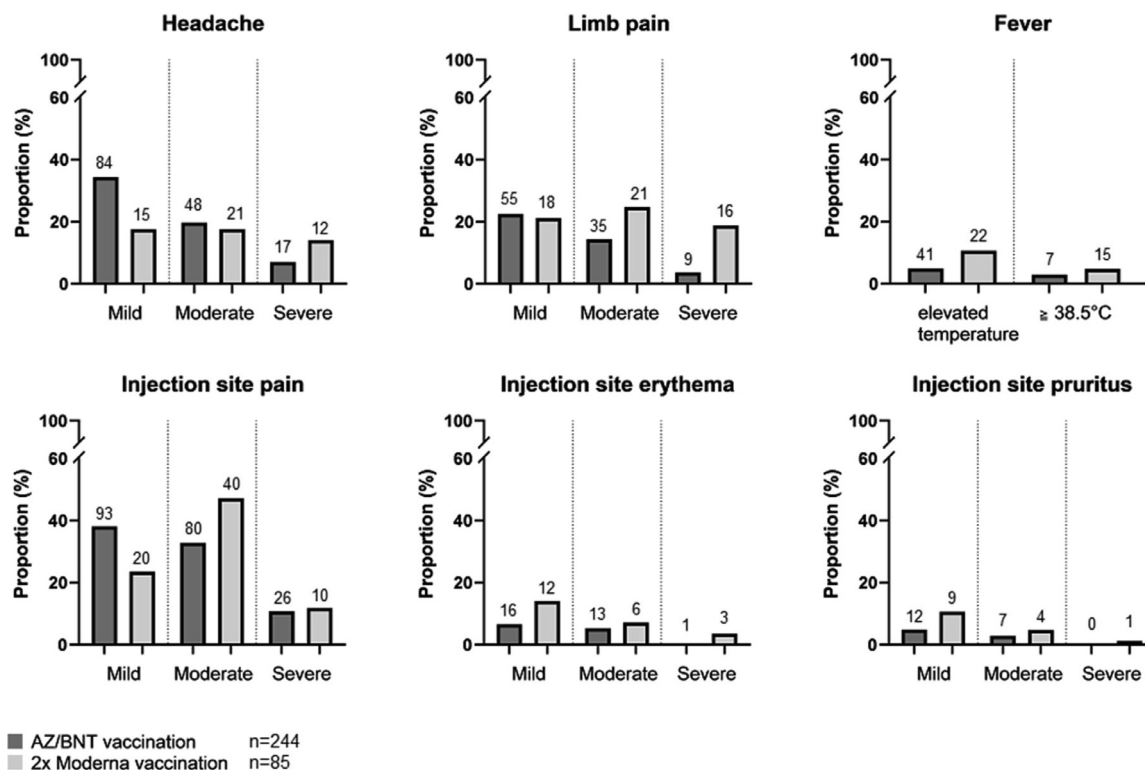 Headache
Proportion (%)
100
60
40
20
0
84
15
48
21
17
12
Mild
Moderate
Severe
Limb pain
Proportion (%)
100
60
40
20
0
55
18
35
21
9
16
Mild
Moderate
Severe
Fever
Proportion (%)
100
60
40
20
0
41
22
7
15
elevated
temperature
≧ 38.5°C
Injection site pain
Proportion (%)
100
60
40
20
0
93
20
80
40
26
10
Mild
Moderate
Severe
Injection site erythema
Proportion (%)
100
60
40
20
0
16
12
13
6
1
3
Mild
Moderate
Severe
Injection site pruritus
Proportion (%)
100
60
40
20
0
12
9
7
4
0
1
Mild
Moderate
Severe
AZ/BNT vaccination n=244
2x Moderna vaccination n=85